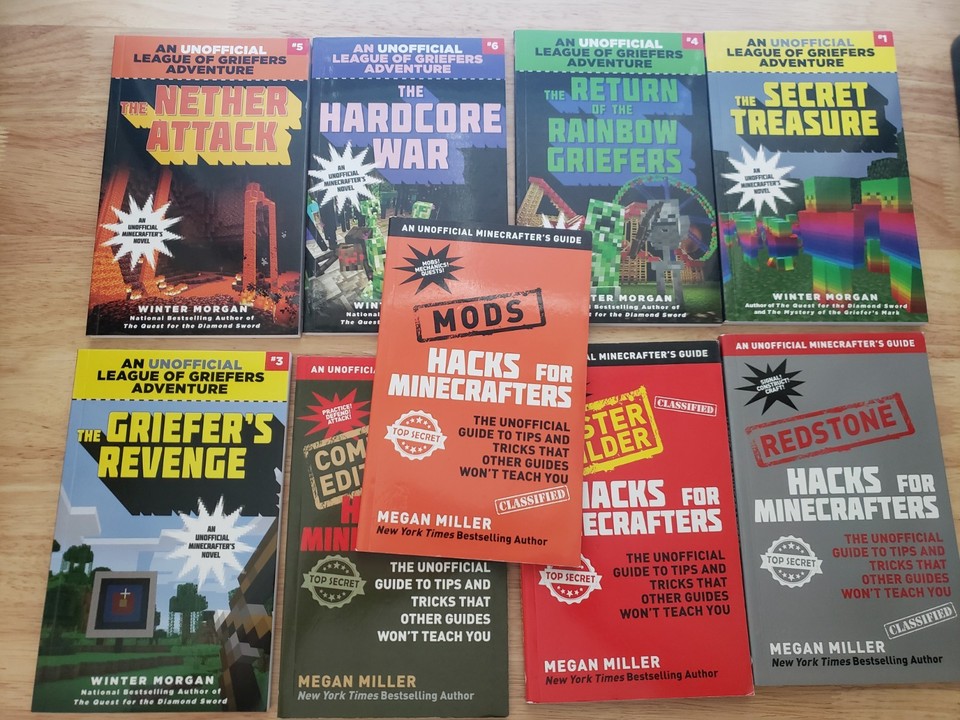 #5
AN UNOFFICIAL
LEAGUE OF GRIEFERS
ADVENTURE
THE NETHER
ATTACK
AN
UNOFFICIAL
MINECRAFTER'S
NOVEL
WINTER MORGAN
National Bestselling Author of
The Quest for the Diamond Sword
#6
AN UNOFFICIAL
LEAGUE OF GRIEFERS
ADVENTURE
THE
HARDCORE
WAR
AN
UNOFFICIAL
MINECRAFTER'S
NOVEL
#4
AN UNOFFICIAL
LEAGUE OF GRIEFERS
ADVENTURE
THE RETURN
OF THE
RAINBOW
GRIEFERS
MORGAN
Author of
Diamond Sword
#1
AN UNOFFICIAL
LEAGUE OF GRIEFERS
ADVENTURE
THE SECRET
TREASURE
AN
UNOFFICIAL
MINECRAFTER'S
NOVEL
WINTER MORGAN
Author of The Quest for the Diamond Sword
and The Mystery of the Griefer's Mark
AN UNOFFICIAL MINECRAFTER'S GUIDE
MODS!
MECHANICS!
QUESTS!
MODS
HACKS FOR
MINECRAFTERS
TOP SECRET
THE UNOFFICIAL
GUIDE TO TIPS AND
TRICKS THAT
OTHER GUIDES
WON'T TEACH YOU
CLASSIFIED
MEGAN MILLER
New York Times Bestselling Author
#3
AN UNOFFICIAL
LEAGUE OF GRIEFERS
ADVENTURE
THE GRIEFER'S
REVENGE
AN
UNOFFICIAL
MINECRAFTER'S
NOVEL
WINTER MORGAN
National Bestselling Author of
The Quest for the Diamond Sword
AN UNOFFICIAL
PRACTICE!
DEFEND!
ATTACK!
COM
EDIT
H
MIN
TOP SECRET
THE UNOFFICIAL
GUIDE TO TIPS AND
TRICKS THAT
OTHER GUIDES
WON'T TEACH YOU
MEGAN MILLER
New York Times Bestselling Author
MINECRAFTER'S GUIDE
CLASSIFIED
STER
ILDER
HACKS FOR
ECRAFTERS
TOP SECRET
THE UNOFFICIAL
GUIDE TO TIPS AND
TRICKS THAT
OTHER GUIDES
WON'T TEACH YOU
MEGAN MILLER
New York Times Bestselling Author
AN UNOFFICIAL MINECRAFTER'S GUIDE
SIGNAL!
CONSTRUCT!
CRAFT!
REDSTONE
HACKS FOR
MINECRAFTERS
TOP SECRET
THE UNOFFICIAL
GUIDE TO TIPS AND
TRICKS THAT
OTHER GUIDES
WON'T TEACH YOU
CLASSIFIED
MEGAN MILLER
New York Times Bestselling Author